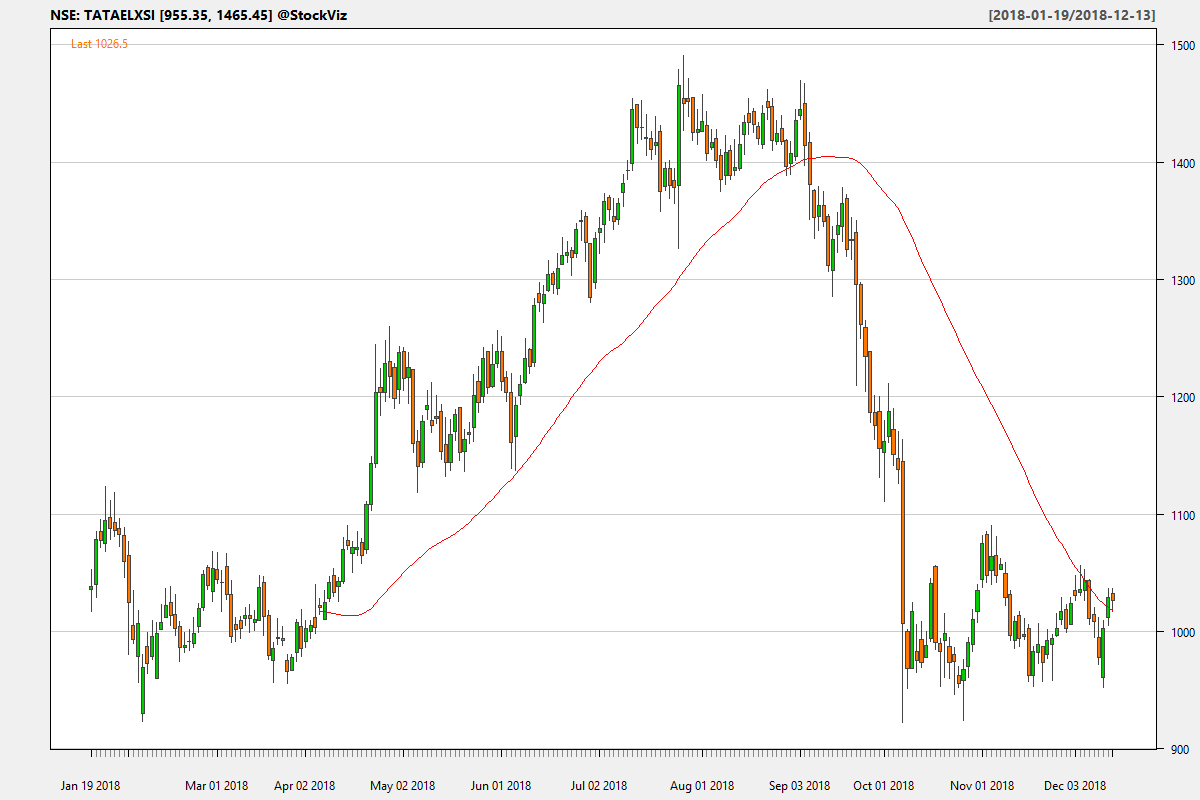 NSE: TATAELXSI [955.35, 1465.45] @StockViz
[2018-01-19/2018-12-13]
Last 1026.5
1500
1400
1300
1200
1100
1000
900
Jan 19 2018
Mar 01 2018
Apr 02 2018
May 02 2018
Jun 01 2018
Jul 02 2018
Aug 01 2018
Sep 03 2018
Oct 01 2018
Nov 01 2018
Dec 03 2018